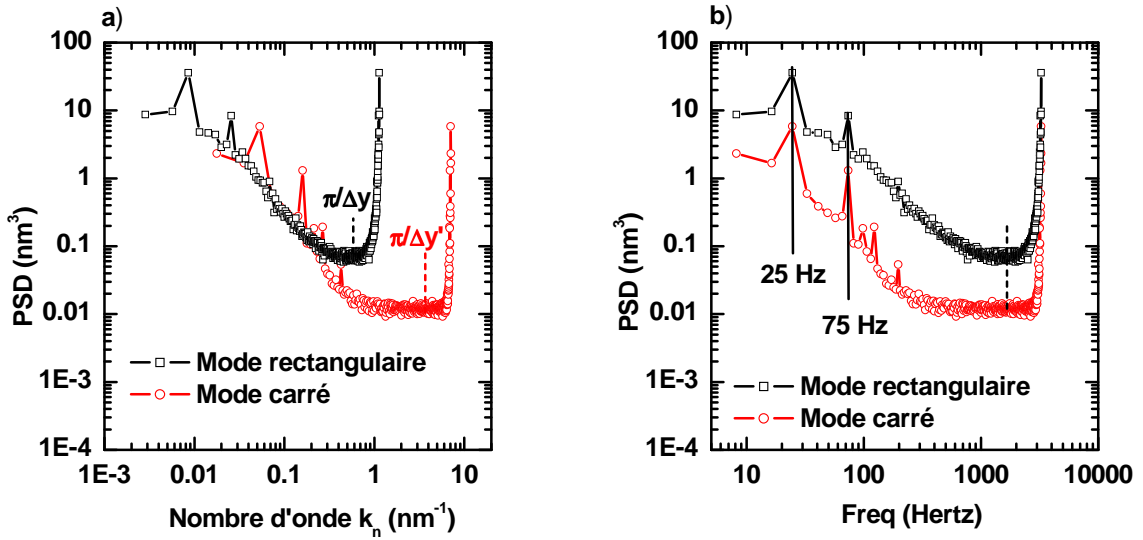 a)
100
10
1
0.1
0.01
1E-3
1E-4
PSD (nm³)
π/Δy
π/Δy'
Mode rectangulaire
Mode carré
1E-3
0.01
0.1
1
10
Nombre d'onde kₙ (nm⁻¹)
b)
100
10
1
0.1
0.01
1E-3
1E-4
PSD (nm³)
25 Hz
75 Hz
Mode rectangulaire
Mode carré
10
100
1000
10000
Freq (Hertz)